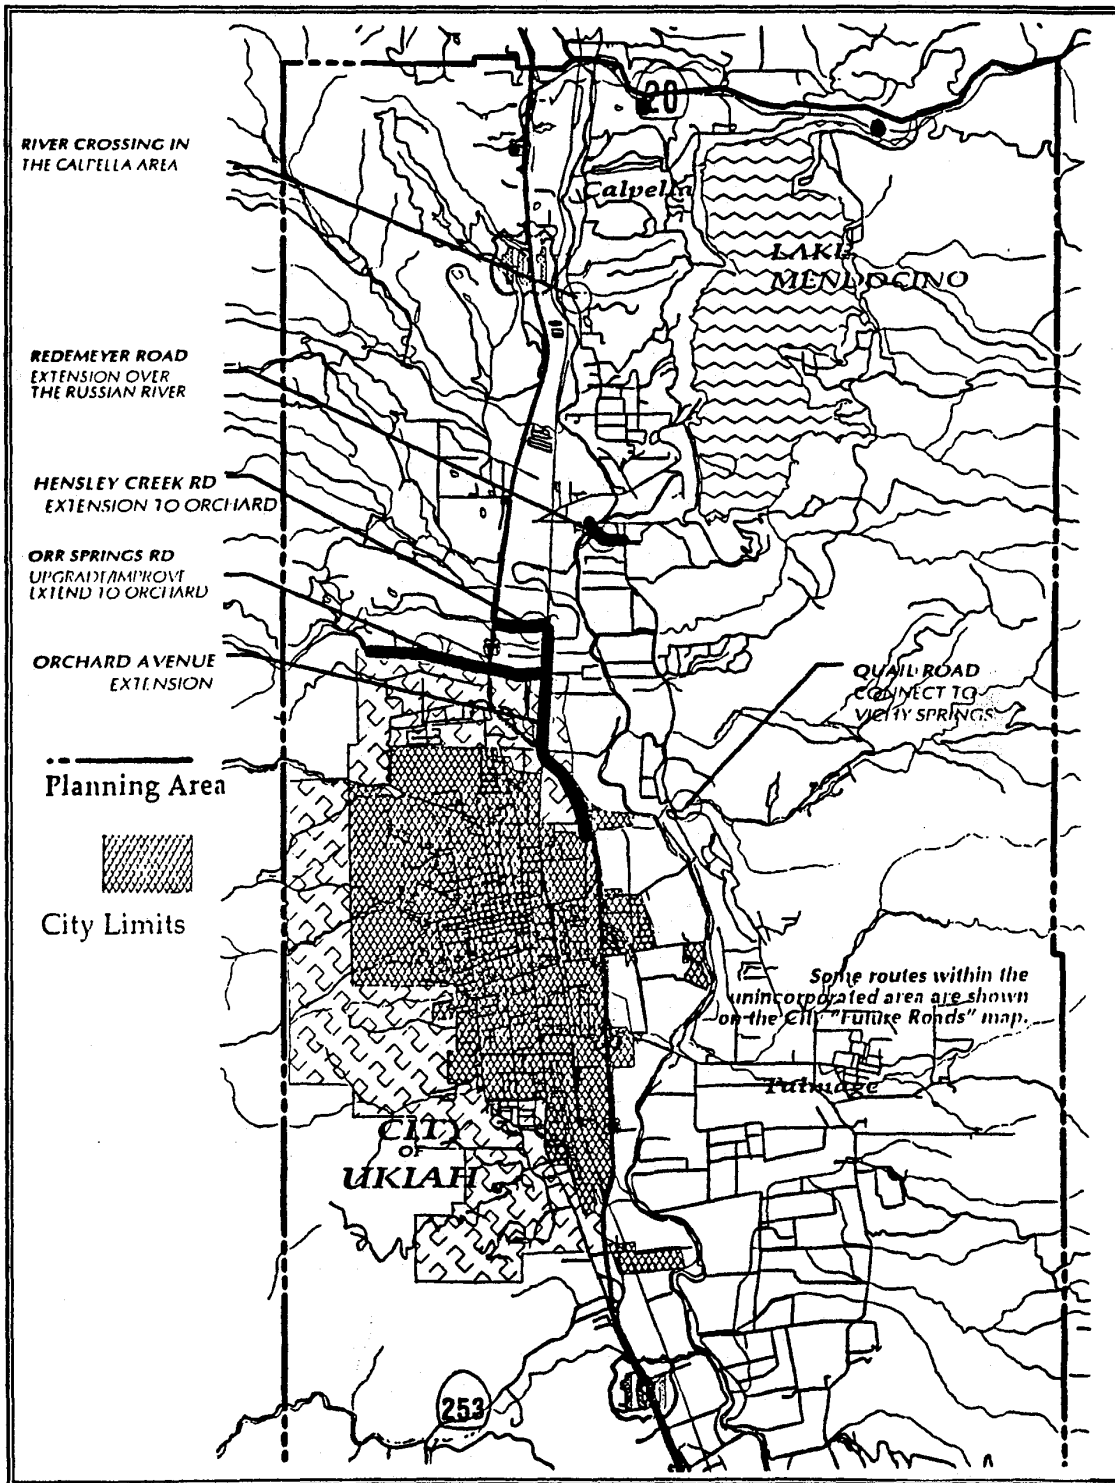 20
RIVER CROSSING IN
THE CALPELLA AREA
Calpella
LAKE
MENDOCINO
REDEMEYER ROAD
EXTENSION OVER
THE RUSSIAN RIVER
HENSLEY CREEK RD
EXTENSION TO ORCHARD
ORR SPRINGS RD
UPGRADE/IMPROVE
EXTEND TO ORCHARD
ORCHARD AVENUE
EXTENSION
QUAIL ROAD
CONNECT TO
VICHY SPRINGS
Planning Area
City Limits
Some routes within the
unincorporated area are shown
on the City "Future Roads" map.
Talmage
CITY
OF
UKIAH
253